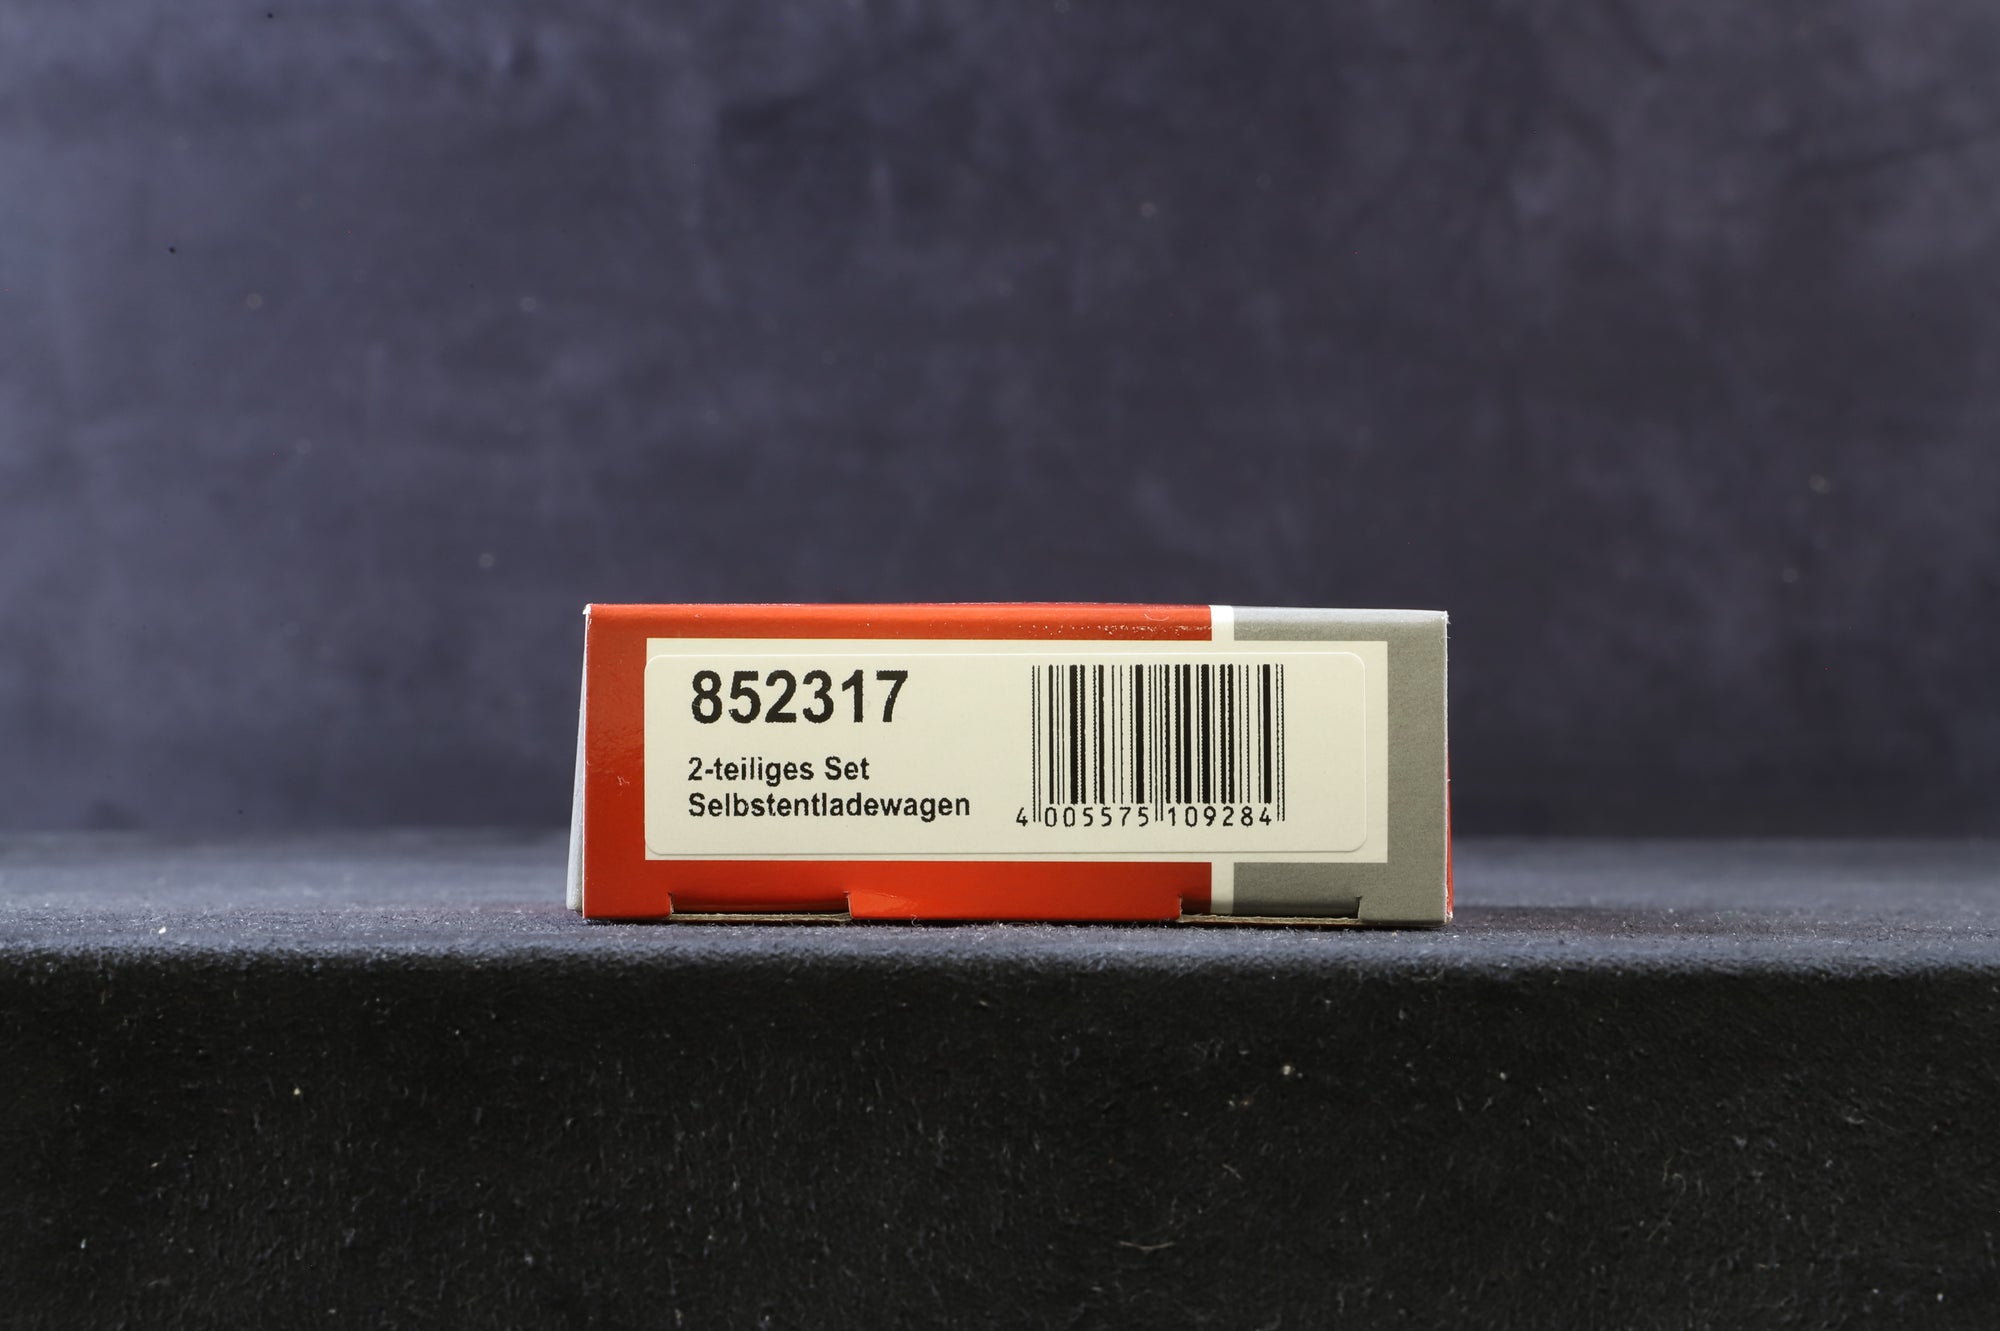 852317
2-teiliges Set
Selbstentladewagen
4 005575 109284